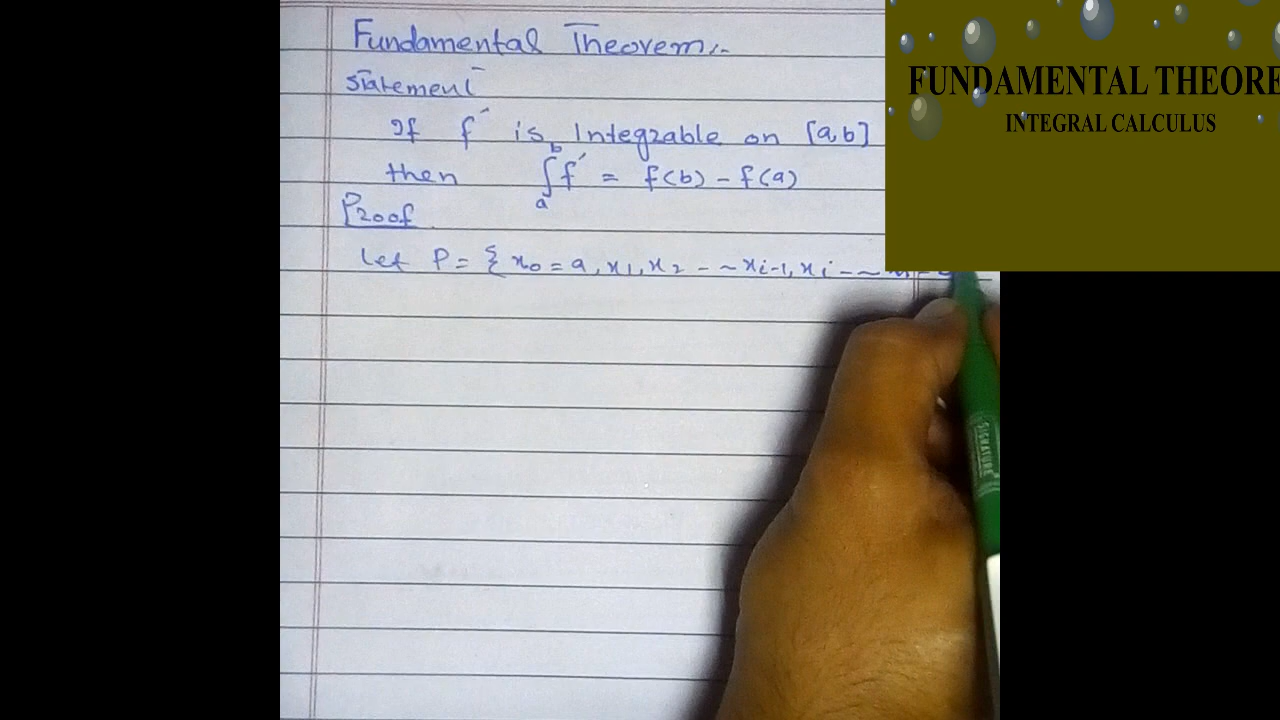 Fundamental Theorem:-
Statement
If f' is Integrable on [a,b]
then ∫ₐᵇ f' = f(b) - f(a)
Proof
Let P = { x₀ = a, x₁, x₂ - ~ xᵢ₋₁, xᵢ - ~
FUNDAMENTAL THEORE
INTEGRAL CALCULUS
SIGNATURE